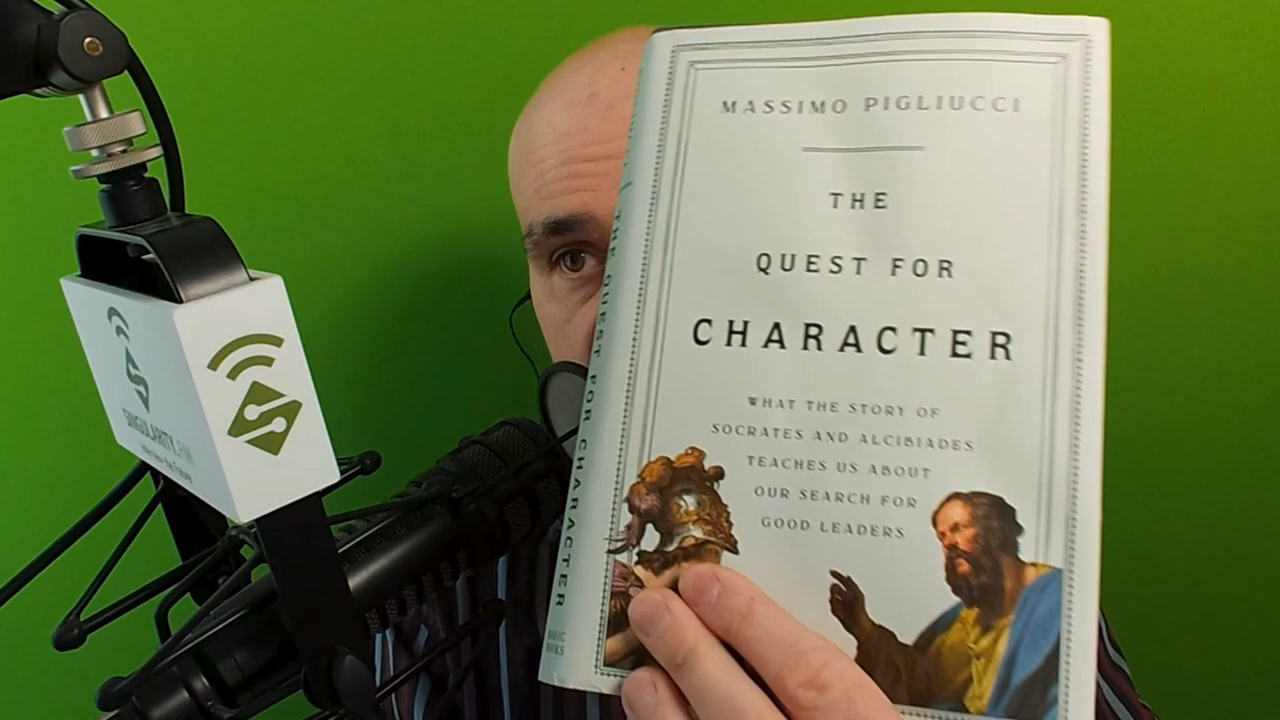 MASSIMO PIGLIUCCI
THE
QUEST FOR
CHARACTER
WHAT THE STORY OF
SOCRATES AND ALCIBIADES
TEACHES US ABOUT
OUR SEARCH FOR
GOOD LEADERS
THE QUEST FOR CHARACTER
BASIC
BOOKS
SINGULARITY.FM